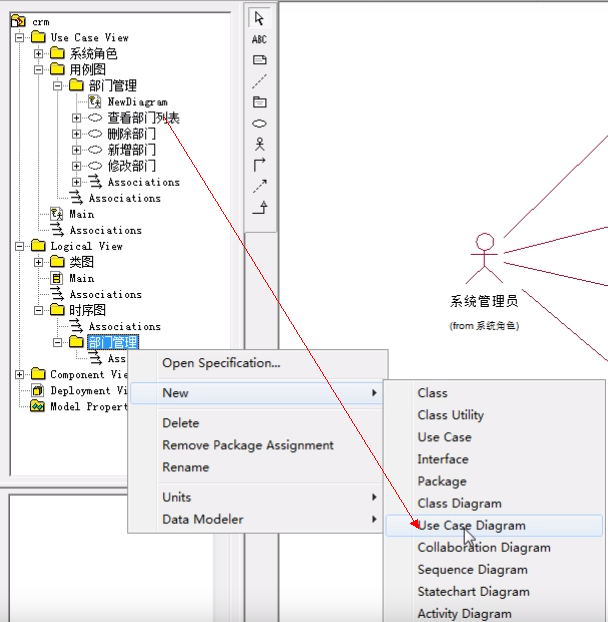 crm
Use Case View
系统角色
用例图
部门管理
NewDiagram
查看部门列表
删除部门
新增部门
修改部门
Associations
Associations
Main
Associations
Logical View
类图
Main
Associations
时序图
Associations
部门管理
Ass
Component Vie
Deployment Vi
Model Propert
ABC
系统管理员
(from 系统角色)
Open Specification...
New
Delete
Remove Package Assignment
Rename
Units
Data Modeler
Class
Class Utility
Use Case
Interface
Package
Class Diagram
Use Case Diagram
Collaboration Diagram
Sequence Diagram
Statechart Diagram
Activity Diagram